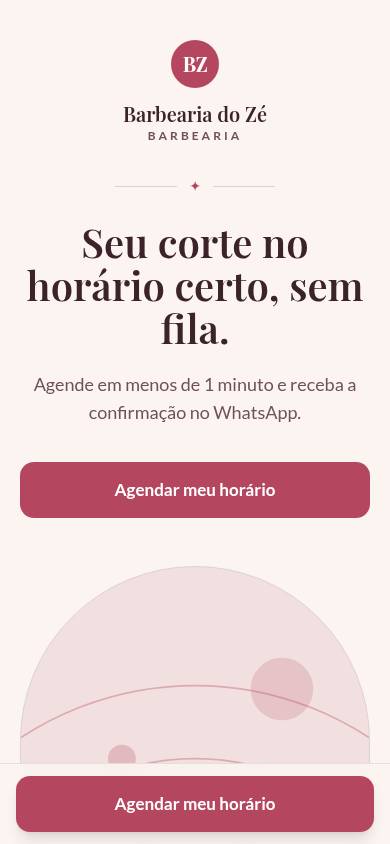 BZ
Barbearia do Zé
BARBEARIA
Seu corte no
horário certo, sem
fila.
Agende em menos de 1 minuto e receba a
confirmação no WhatsApp.
Agendar meu horário
Agendar meu horário